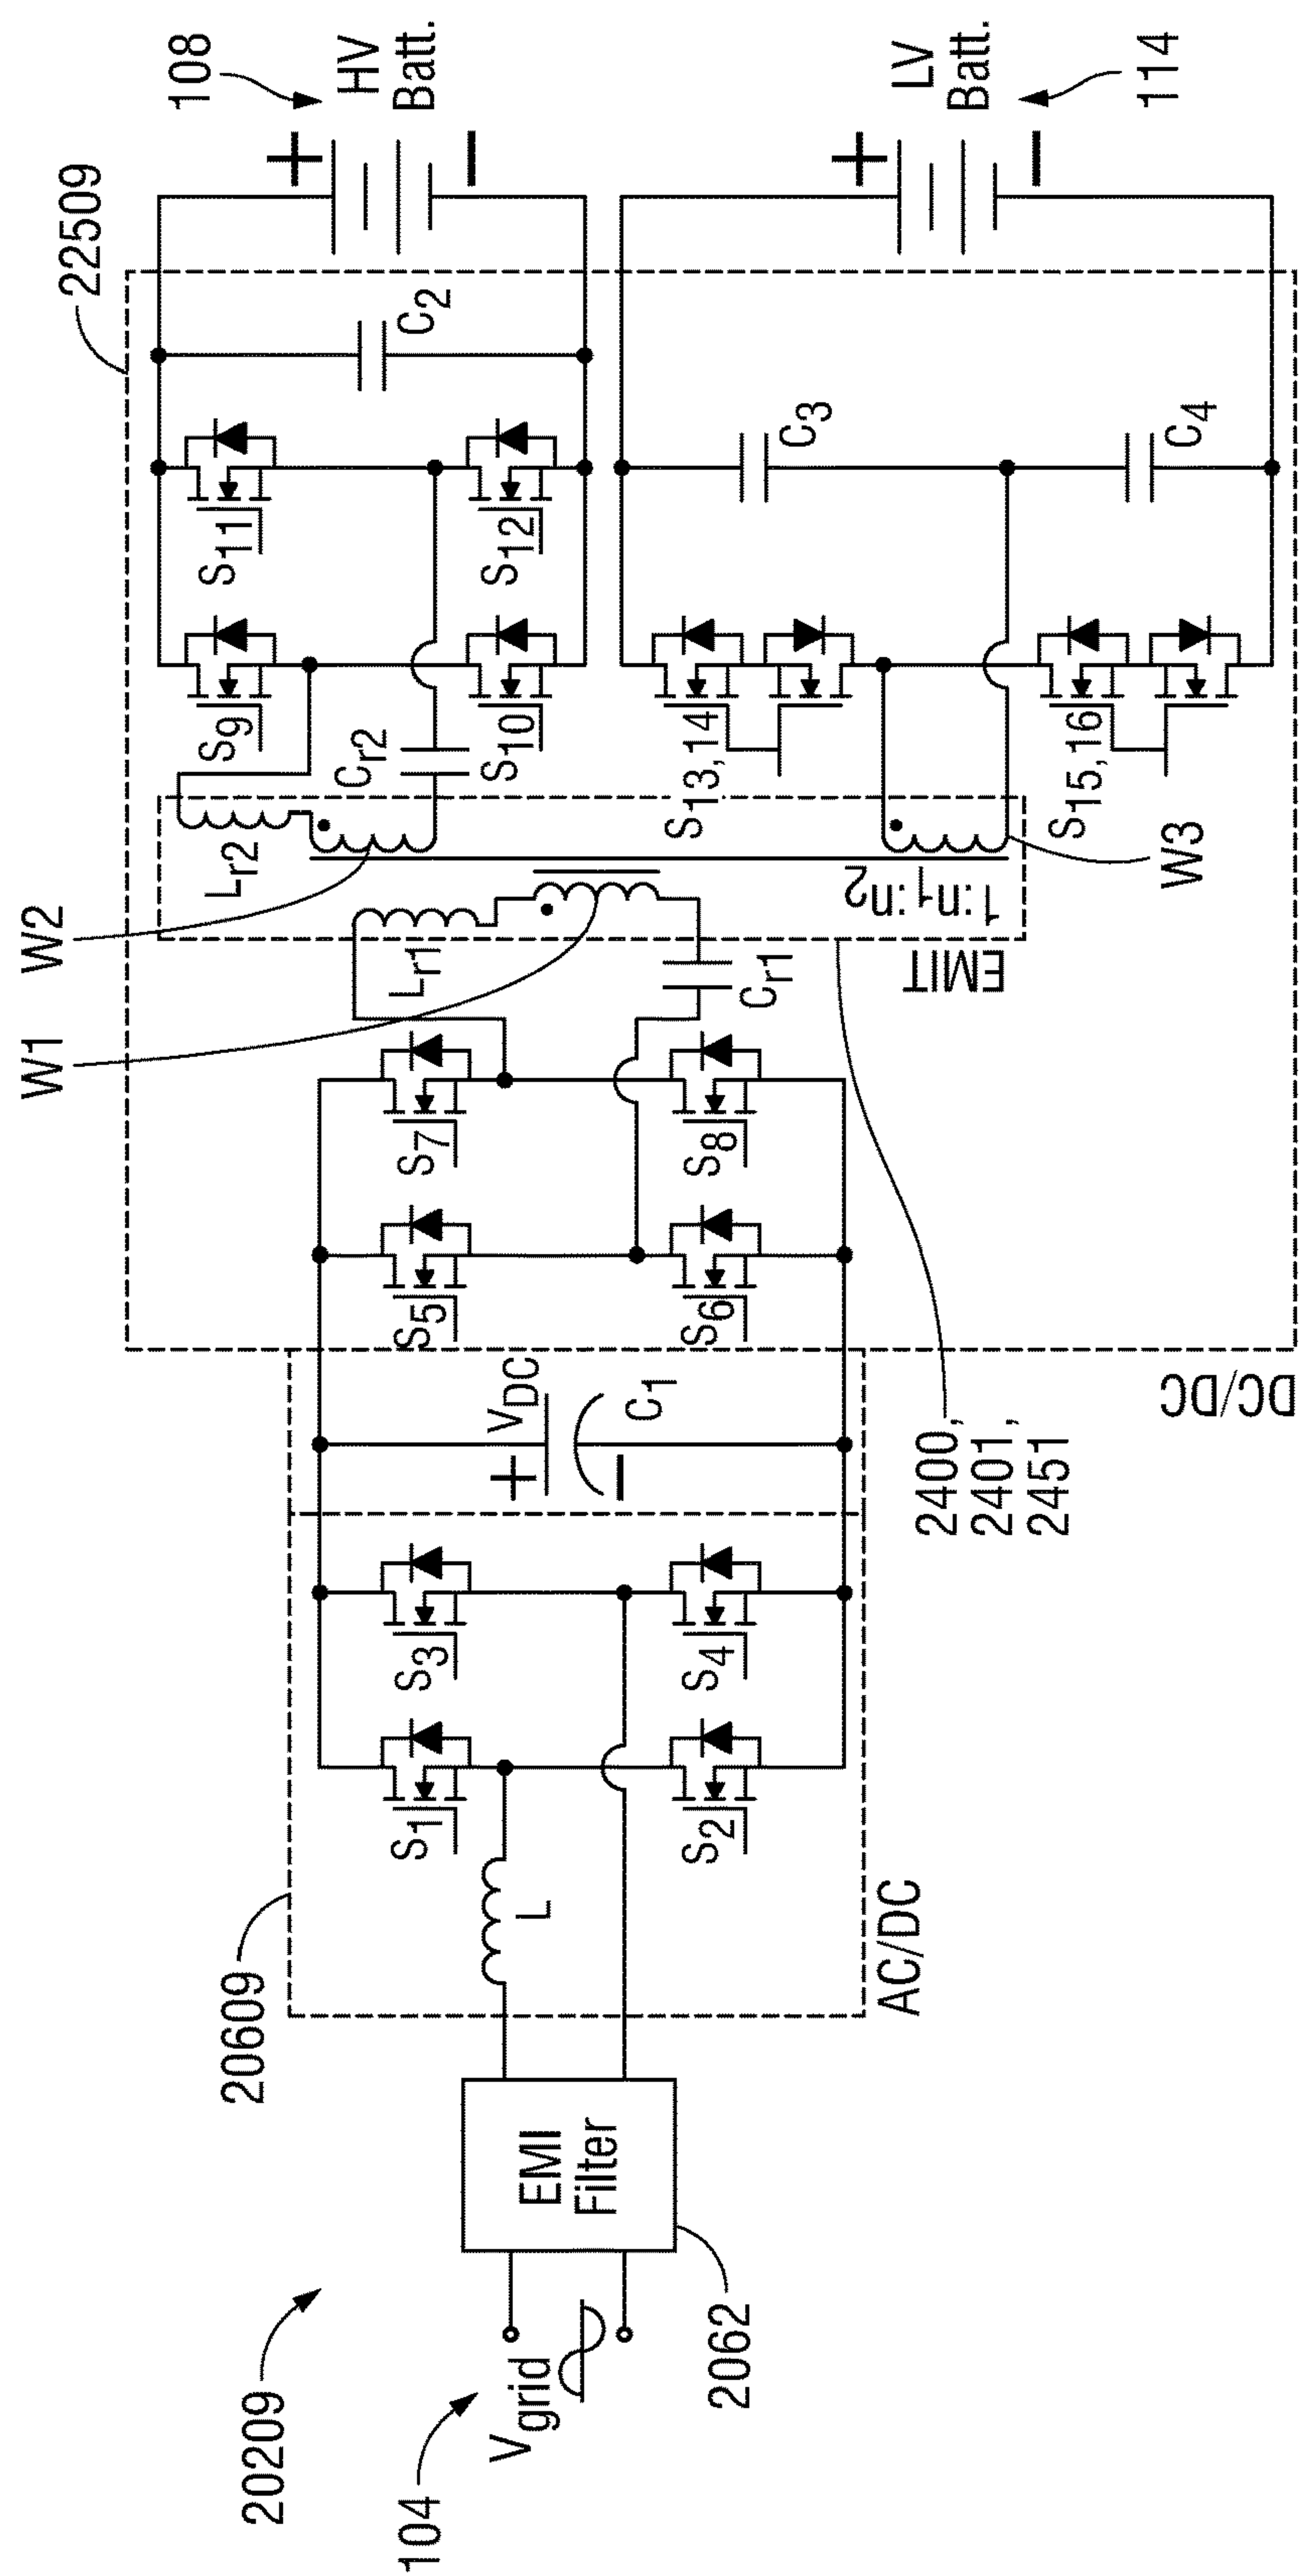 20209
104
Vgrid
EMI
Filter
2062
20609
AC/DC
L
S1
S2
S3
S4
VDC
+
−
C1
22509
DC/DC
S5
S6
S7
S8
W1
W2
Lr1
Cr1
EMIT
1:n1:n2
2400,
2401,
2451
Lr2
Cr2
W3
S9
S10
S11
S12
C2
S13,14
S15,16
C3
C4
108
HV
Batt.
+
−
LV
Batt.
+
−
114